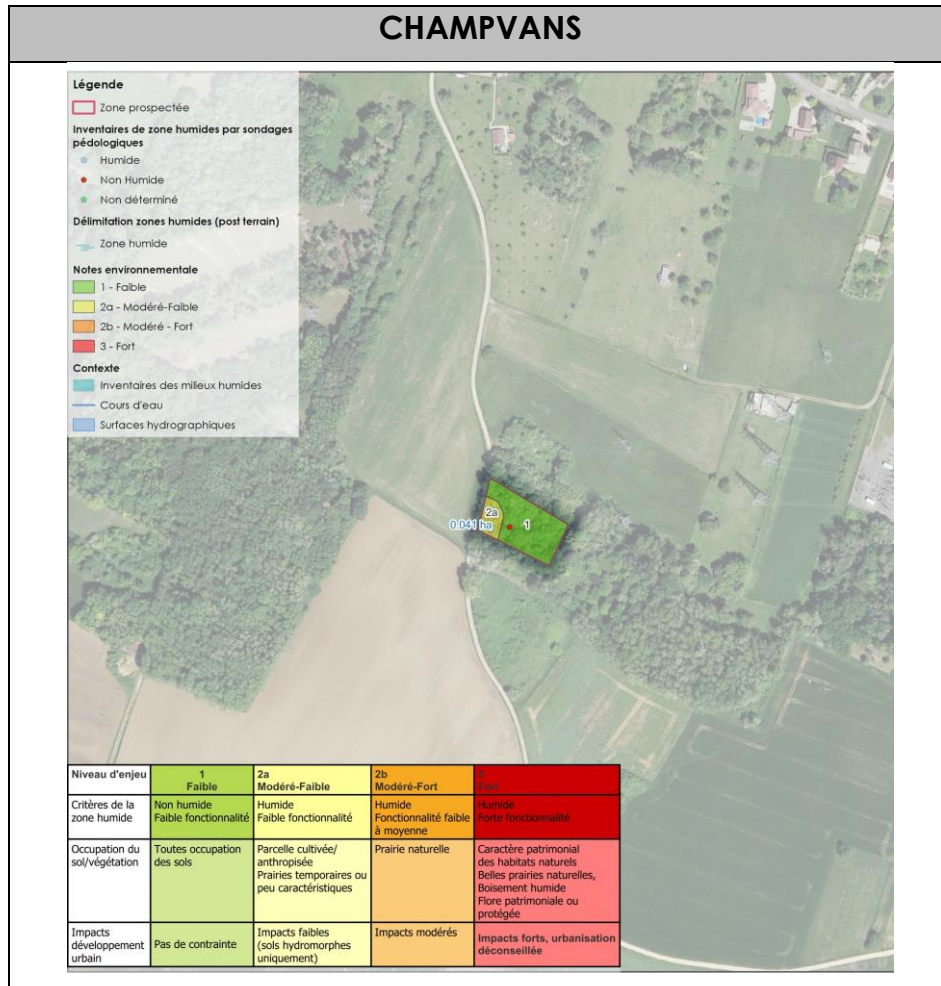 CHAMPVANS
Légende
Zone prospectée
Inventaires de zone humides par sondages
pédologiques
Humide
Non Humide
Non déterminé
Délimitation zones humides (post terrain)
Zone humide
Notes environnementale
1 - Faible
2a - Modéré-Faible
2b - Modéré - Fort
3 - Fort
Contexte
Inventaires des milieux humides
Cours d'eau
Surfaces hydrographiques
2a
1
0.041 ha
Niveau d'enjeu
1
Faible
2a
Modéré-Faible
2b
Modéré-Fort
3
Fort
Critères de la
zone humide
Non humide
Faible fonctionnalité
Humide
Faible fonctionnalité
Humide
Fonctionnalité faible
à moyenne
Humide
Forte fonctionnalité
Occupation du
sol/végétation
Toutes occupation
des sols
Parcelle cultivée/
anthropisée
Prairies temporaires ou
peu caractéristiques
Prairie naturelle
Caractère patrimonial
des habitats naturels
Belles prairies naturelles,
Boisement humide
Flore patrimoniale ou
protégée
Impacts
développement
urbain
Pas de contrainte
Impacts faibles
(sols hydromorphes
uniquement)
Impacts modérés
Impacts forts, urbanisation
déconseillée